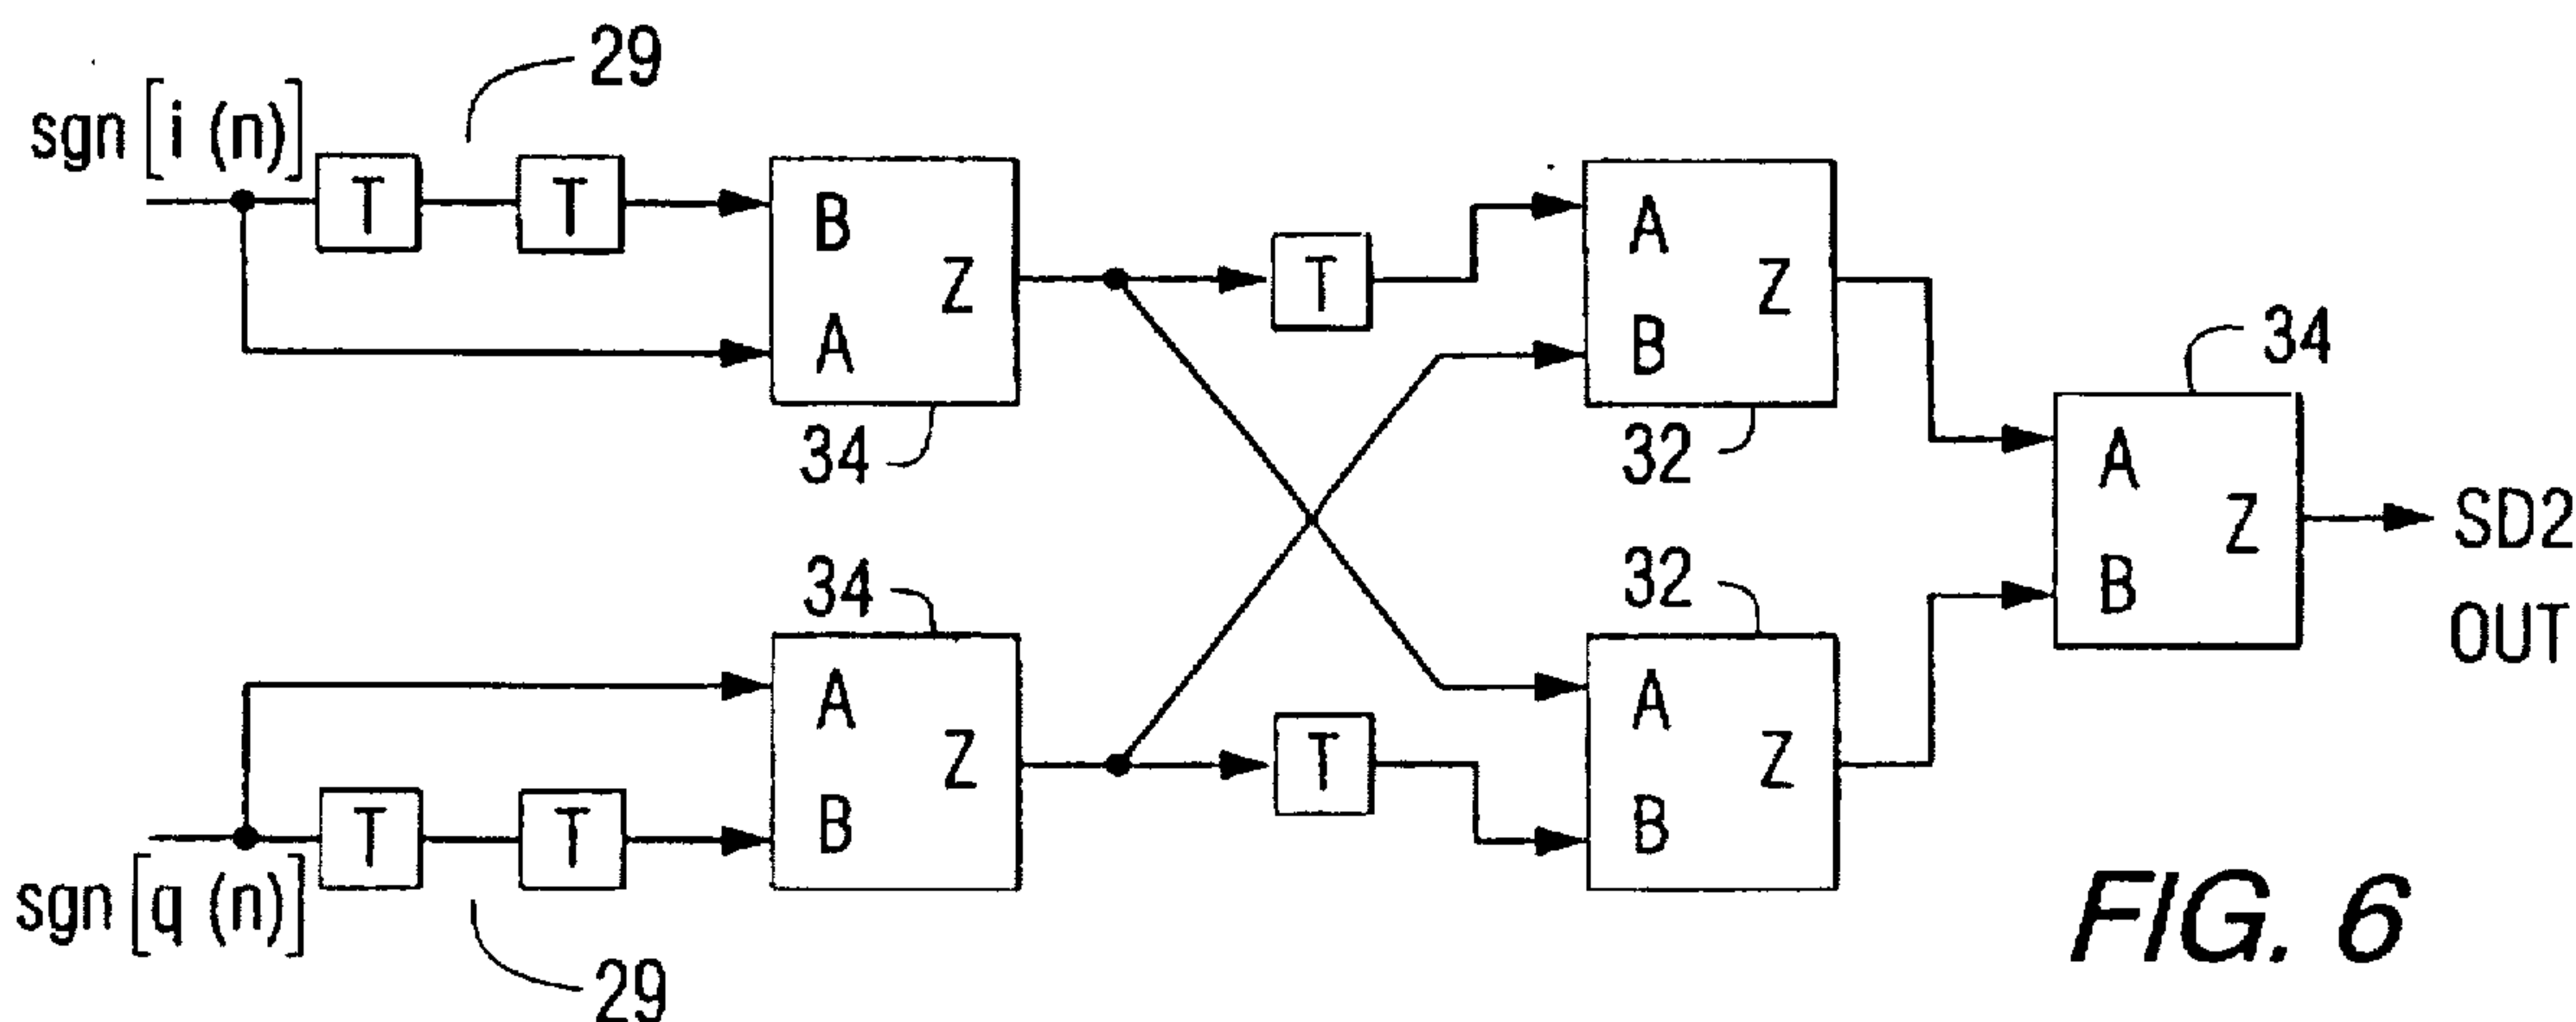 29
sgn [i (n)]
T T B A Z 34
T A B Z 32
A B Z 34
SD2
OUT
34 A B Z
T T
sgn [q (n)]
29
T
32 A B Z
FIG. 6